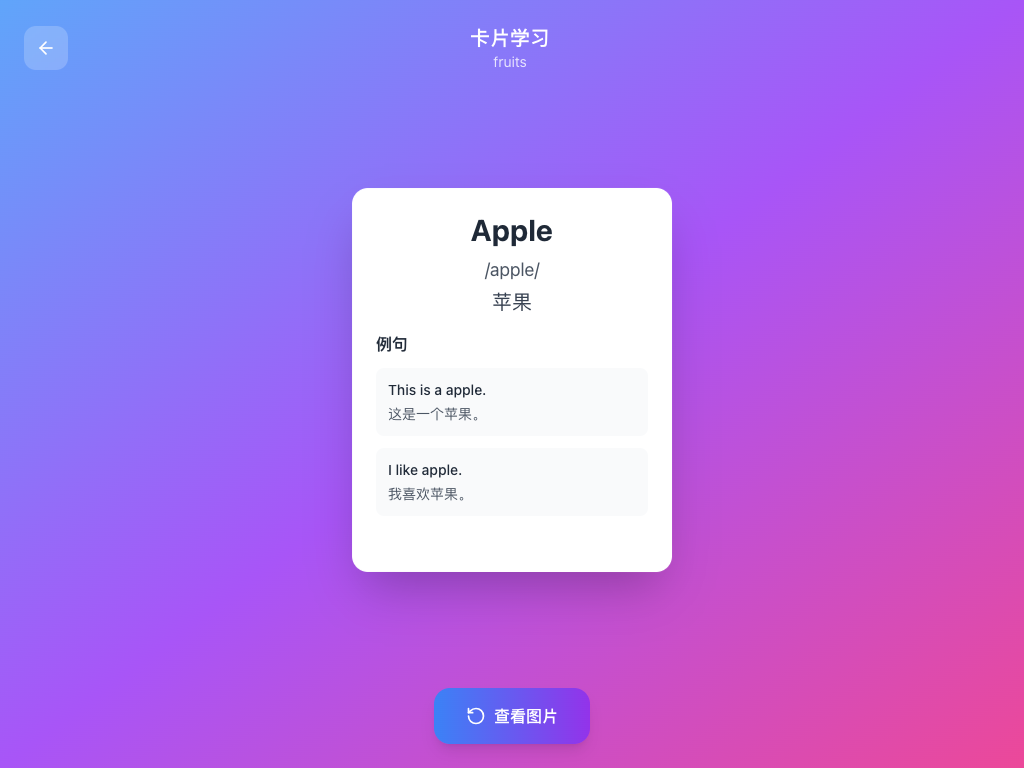 卡片学习
fruits
Apple
/apple/
苹果
例句
This is a apple.
这是一个苹果。
I like apple.
我喜欢苹果。
查看图片